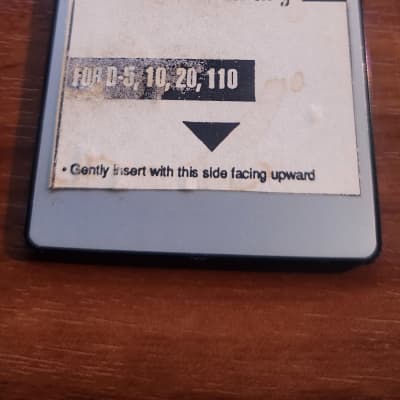 FOR D-5, 10, 20, 110
• Gently insert with this side facing upward